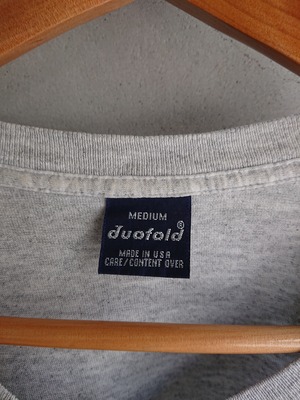 MEDIUM
duofold®
MADE IN USA
CARE/CONTENT OVER